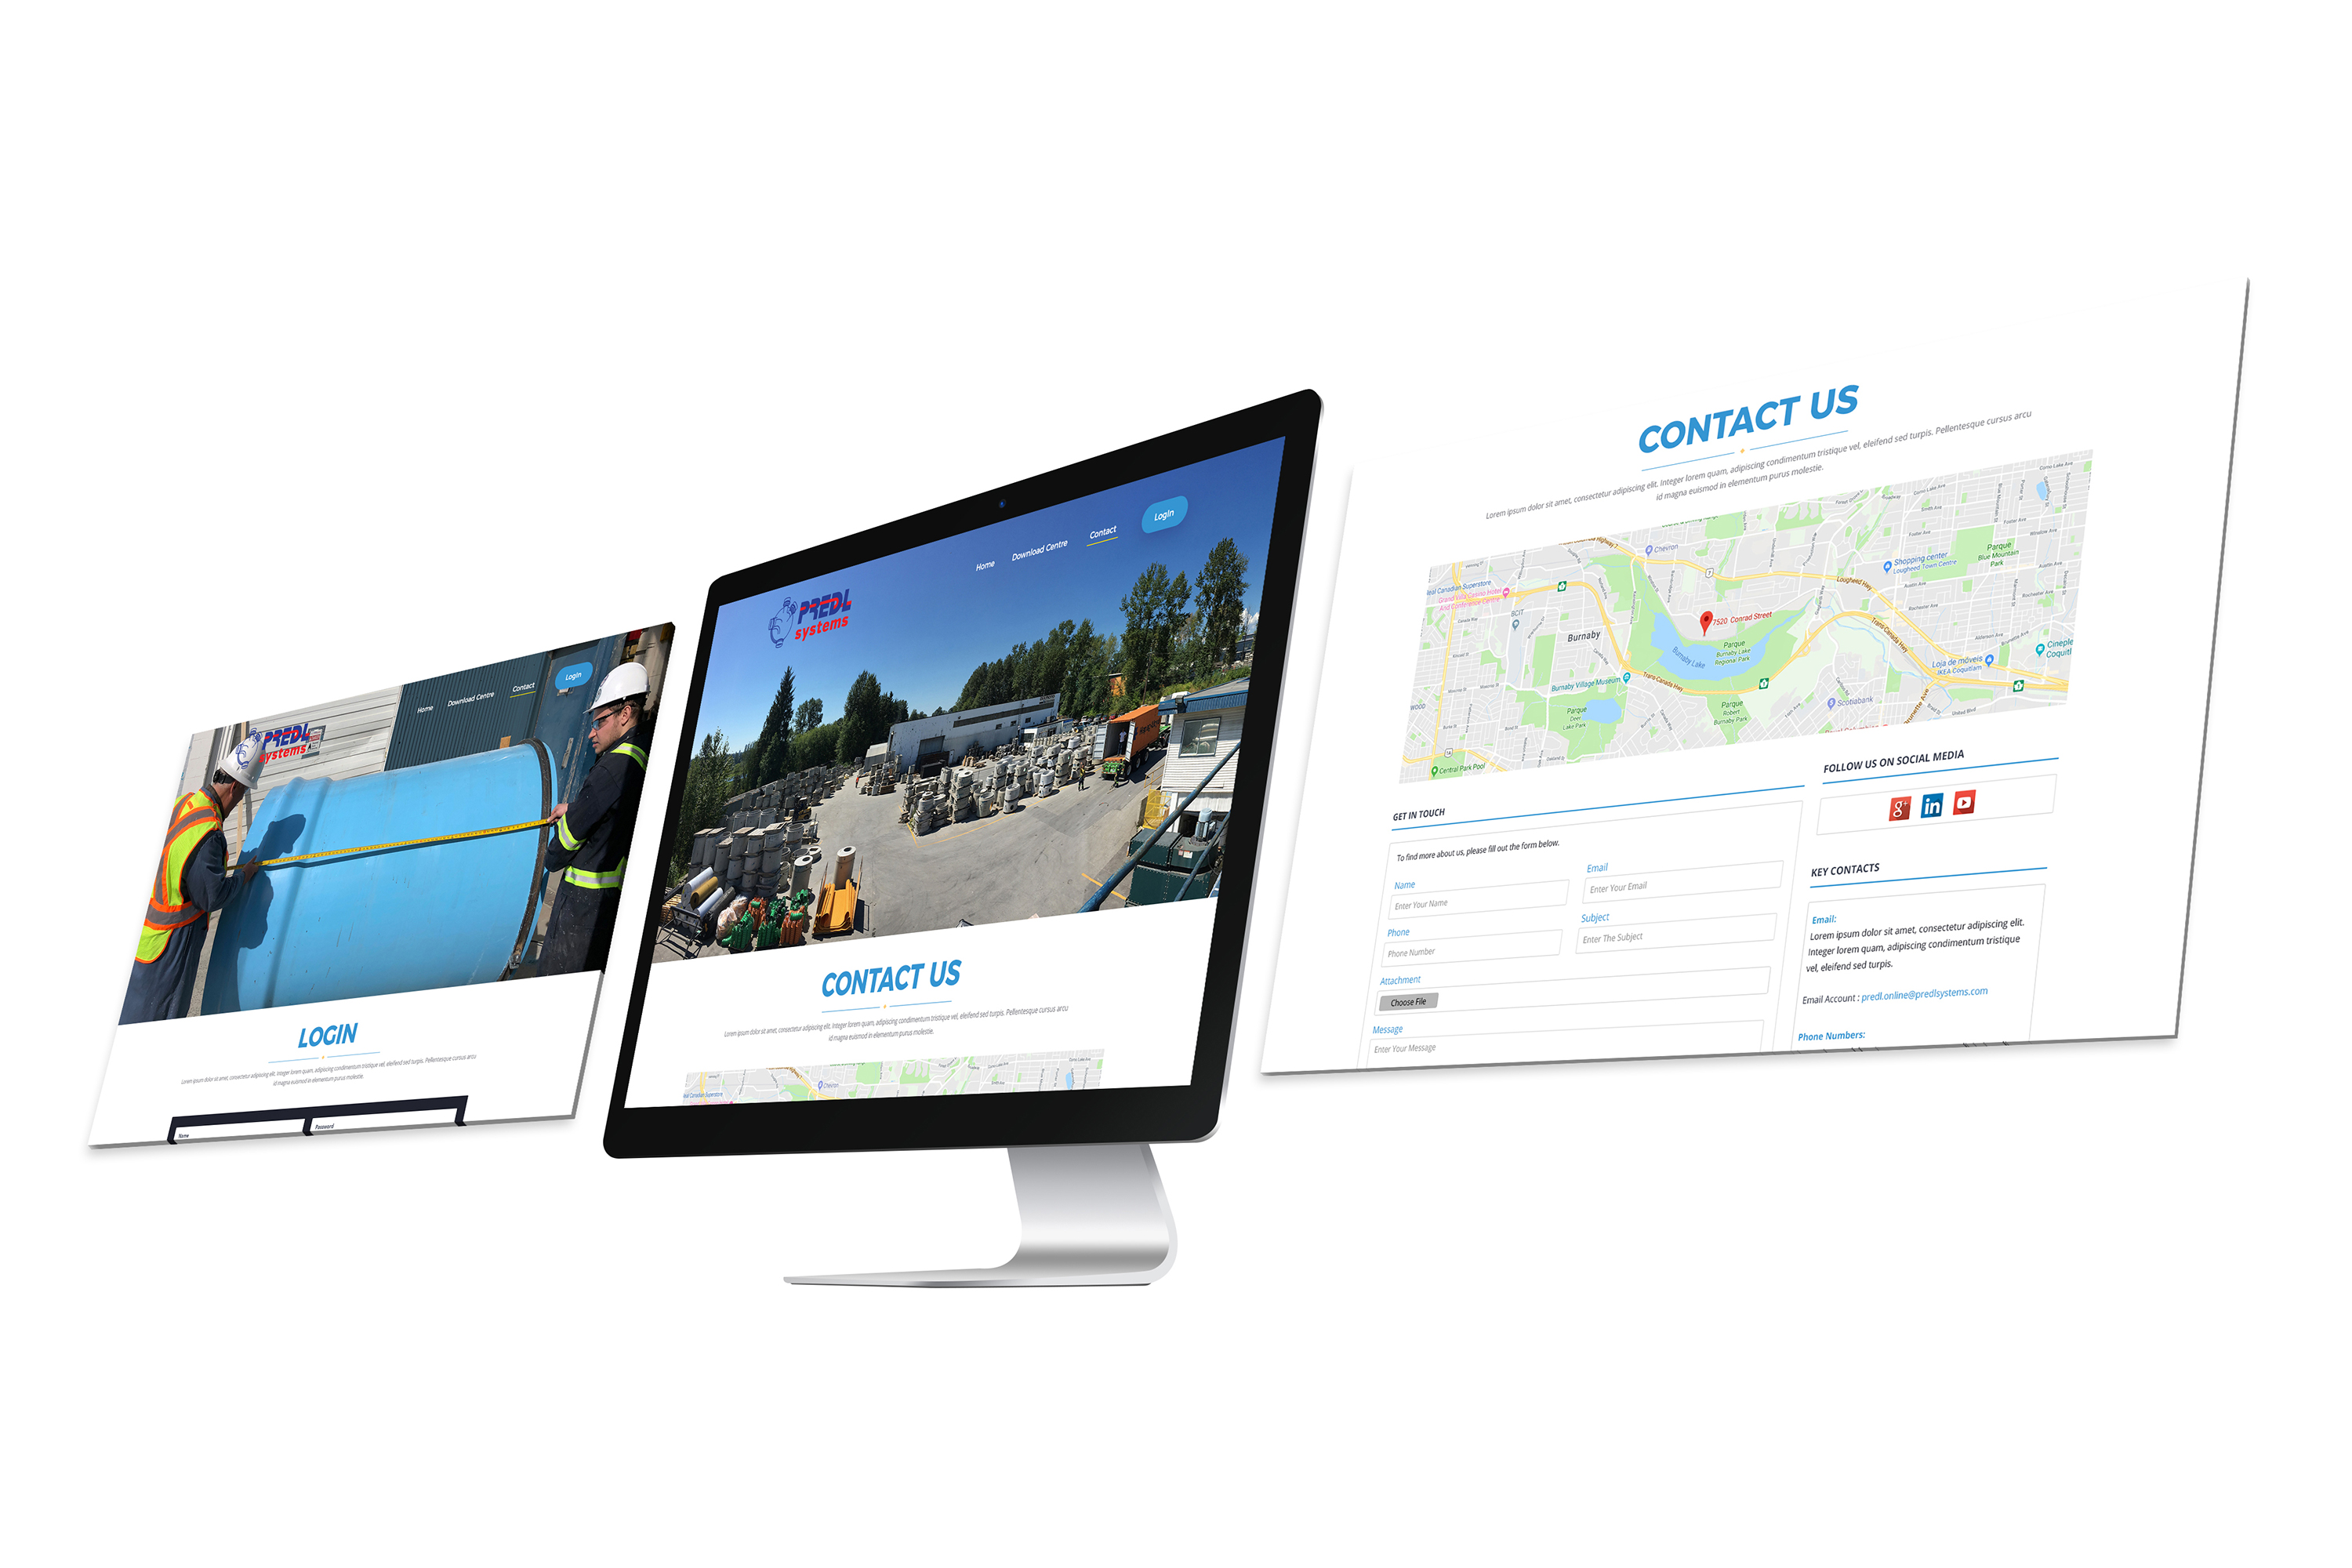 Home
Download Centre
Contact
LogIn
PREDL
systems
LOGIN
Lorem ipsum dolor sit amet, consectetur adipiscing elit. Integer lorem quam, adipiscing condimentum tristique vel, eleifend sed turpis. Pellentesque cursus arcu
id magna euismod in elementum purus molestie.
Name
Password
Home
Download Centre
Contact
LogIn
PREDL
systems
CONTACT US
Lorem ipsum dolor sit amet, consectetur adipiscing elit. Integer lorem quam, adipiscing condimentum tristique vel, eleifend sed turpis. Pellentesque cursus arcu
id magna euismod in elementum purus molestie.
Chevron
CONTACT US
Lorem ipsum dolor sit amet, consectetur adipiscing elit. Integer lorem quam, adipiscing condimentum tristique vel, eleifend sed turpis. Pellentesque cursus arcu
id magna euismod in elementum purus molestie.
Chevron
Shopping center
Lougheed Town Centre
Parque
Blue Mountain
Park
eal Canadian Superstore
Grand Villa Casino Hotel
And Conference Centre
BCIT
Lougheed Hwy
7520 Conrad Street
Burnaby
Burnaby Lake
Parque
Burnaby Lake
Regional Park
Trans-Canada Hwy
Burnaby Village Museum
Trans-Canada Hwy
Loja de móveis
IKEA Coquitlam
Cineple
Coquitl
Parque
Deer
Lake Park
Parque
Robert
Burnaby Park
Scotiabank
WOOD
Central Park Pool
GET IN TOUCH
To find more about us, please fill out the form below.
Name
Enter Your Name
Email
Enter Your Email
Phone
Phone Number
Subject
Enter The Subject
Attachment
Choose File
Message
Enter Your Message
FOLLOW US ON SOCIAL MEDIA
g+
in
KEY CONTACTS
Email:
Lorem ipsum dolor sit amet, consectetur adipiscing elit.
Integer lorem quam, adipiscing condimentum tristique
vel, eleifend sed turpis.
Email Account : predl.online@predlsystems.com
Phone Numbers: